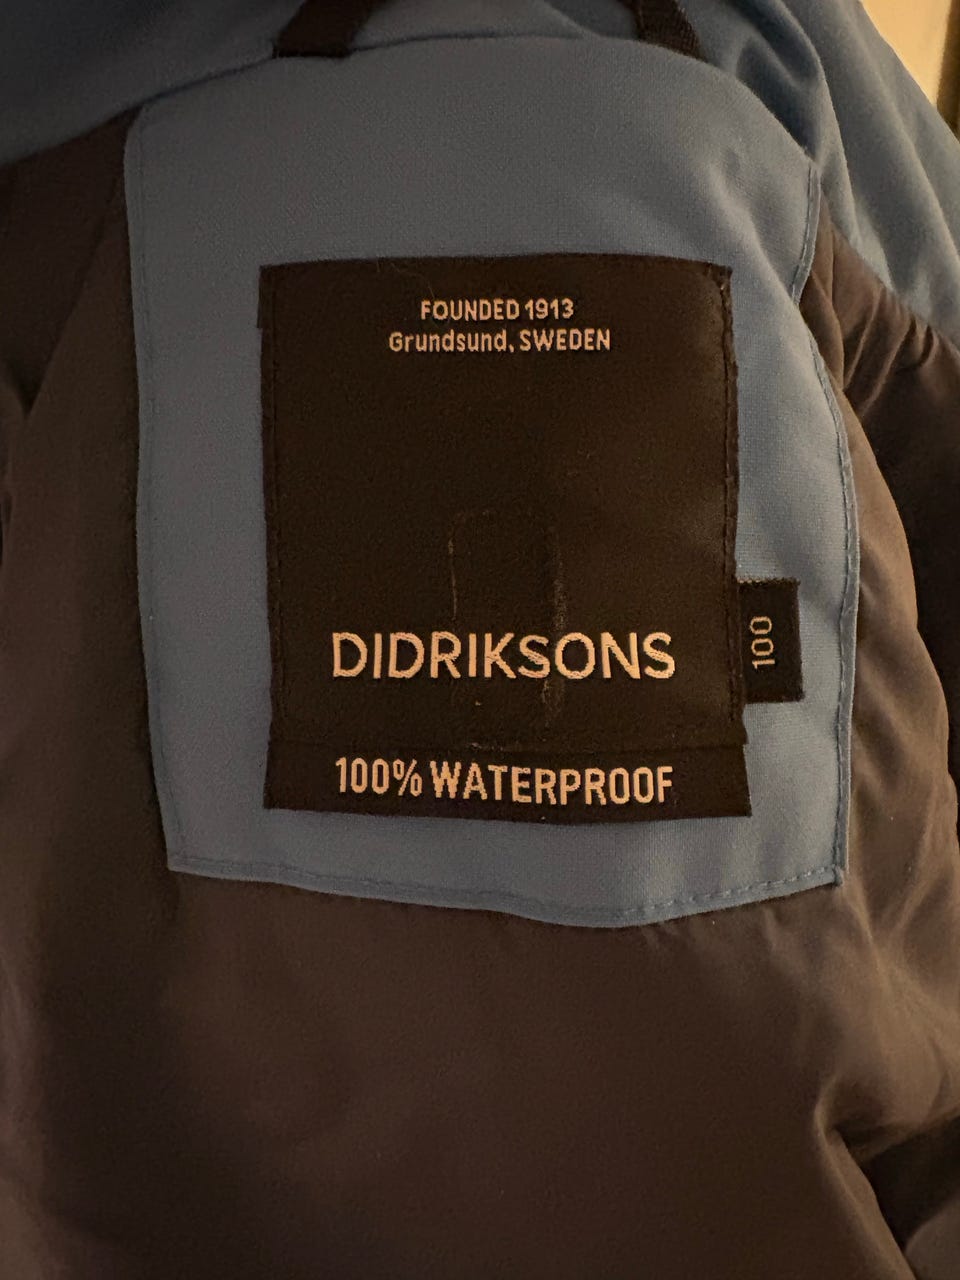 FOUNDED 1913
Grundsund, SWEDEN
DIDRIKSONS
100
100% WATERPROOF